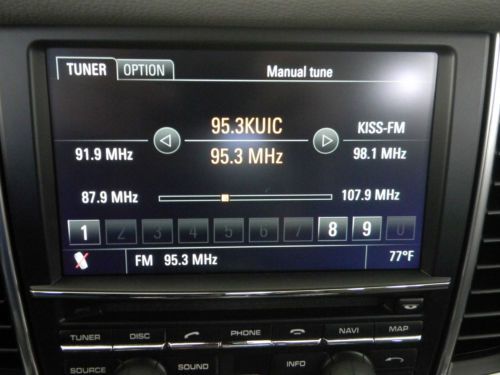 TUNER OPTION Manual tune
95.3KUIC KISS-FM
91.9 MHz 95.3 MHz 98.1 MHz
87.9 MHz 107.9 MHz
1 2 3 4 5 6 7 8 9 0
FM 95.3 MHz 77°F
TUNER DISC PHONE NAVI MAP
SOURCE SOUND INFO